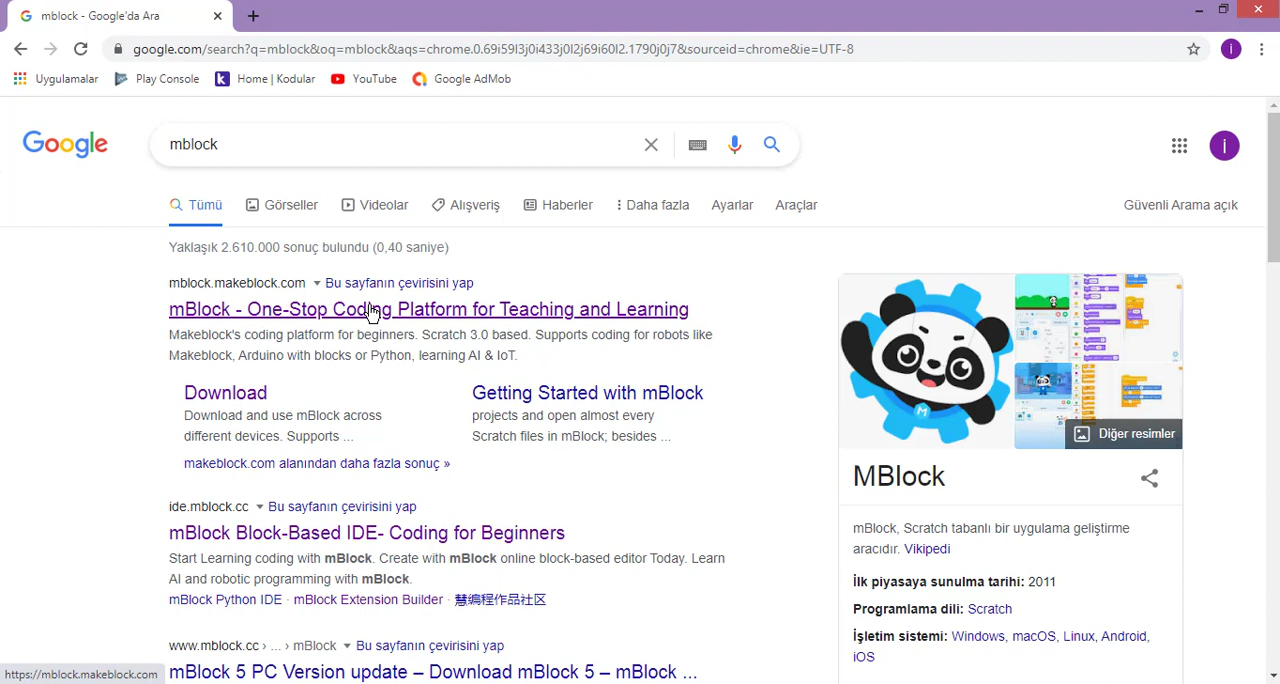 mblock - Google'da Ara
google.com/search?q=mblock&oq=mblock&aqs=chrome.0.69i59l3j0i433j0l2j69i60l2.1790j0j7&sourceid=chrome&ie=UTF-8
i
Uygulamalar Play Console Home | Kodular YouTube Google AdMob
Google
mblock
i
Tümü Görseller Videolar Alışveriş Haberler Daha fazla Ayarlar Araçlar Güvenli Arama açık
Yaklaşık 2.610.000 sonuç bulundu (0,40 saniye)
mblock.makeblock.com Bu sayfanın çevirisini yap
mBlock - One-Stop Coding Platform for Teaching and Learning
Makeblock's coding platform for beginners. Scratch 3.0 based. Supports coding for robots like
Makeblock, Arduino with blocks or Python, learning AI & IoT.
Download
Download and use mBlock across
different devices. Supports ...
Getting Started with mBlock
projects and open almost every
Scratch files in mBlock; besides ...
makeblock.com alanından daha fazla sonuç »
ide.mblock.cc Bu sayfanın çevirisini yap
mBlock Block-Based IDE- Coding for Beginners
Start Learning coding with mBlock. Create with mBlock online block-based editor Today. Learn
AI and robotic programming with mBlock.
mBlock Python IDE · mBlock Extension Builder · 慧编程作品社区
www.mblock.cc › ... › mBlock Bu sayfanın çevirisini yap
mBlock 5 PC Version update – Download mBlock 5 – mBlock ...
Diğer resimler
MBlock
mBlock, Scratch tabanlı bir uygulama geliştirme
aracıdır. Vikipedi
İlk piyasaya sunulma tarihi: 2011
Programlama dili: Scratch
İşletim sistemi: Windows, macOS, Linux, Android,
iOS
https://mblock.makeblock.com